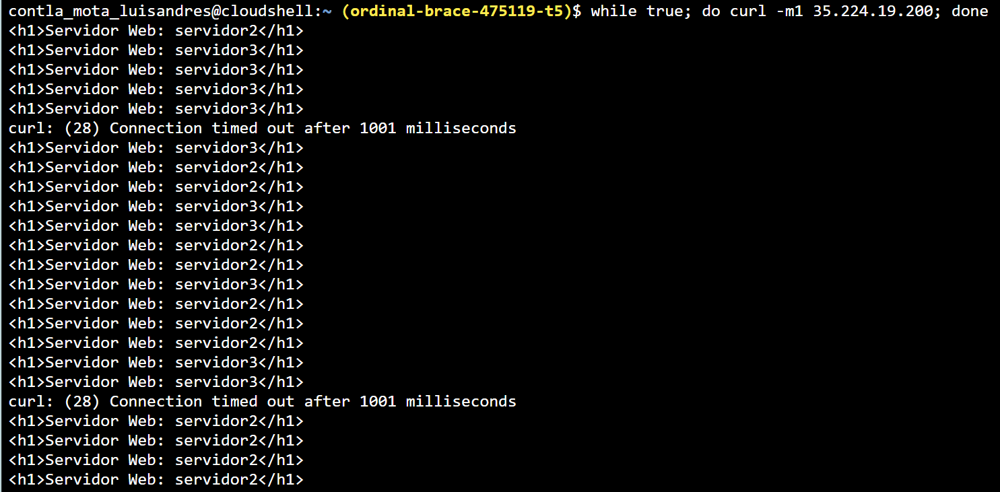 contla_mota_luisandres@cloudshell:~ (ordinal-brace-475119-t5)$ while true; do curl -m1 35.224.19.200; done
<h1>Servidor Web: servidor2</h1>
<h1>Servidor Web: servidor3</h1>
<h1>Servidor Web: servidor3</h1>
<h1>Servidor Web: servidor3</h1>
<h1>Servidor Web: servidor3</h1>
curl: (28) Connection timed out after 1001 milliseconds
<h1>Servidor Web: servidor3</h1>
<h1>Servidor Web: servidor2</h1>
<h1>Servidor Web: servidor2</h1>
<h1>Servidor Web: servidor3</h1>
<h1>Servidor Web: servidor3</h1>
<h1>Servidor Web: servidor2</h1>
<h1>Servidor Web: servidor2</h1>
<h1>Servidor Web: servidor3</h1>
<h1>Servidor Web: servidor2</h1>
<h1>Servidor Web: servidor2</h1>
<h1>Servidor Web: servidor2</h1>
<h1>Servidor Web: servidor3</h1>
<h1>Servidor Web: servidor3</h1>
curl: (28) Connection timed out after 1001 milliseconds
<h1>Servidor Web: servidor2</h1>
<h1>Servidor Web: servidor2</h1>
<h1>Servidor Web: servidor2</h1>
<h1>Servidor Web: servidor2</h1>